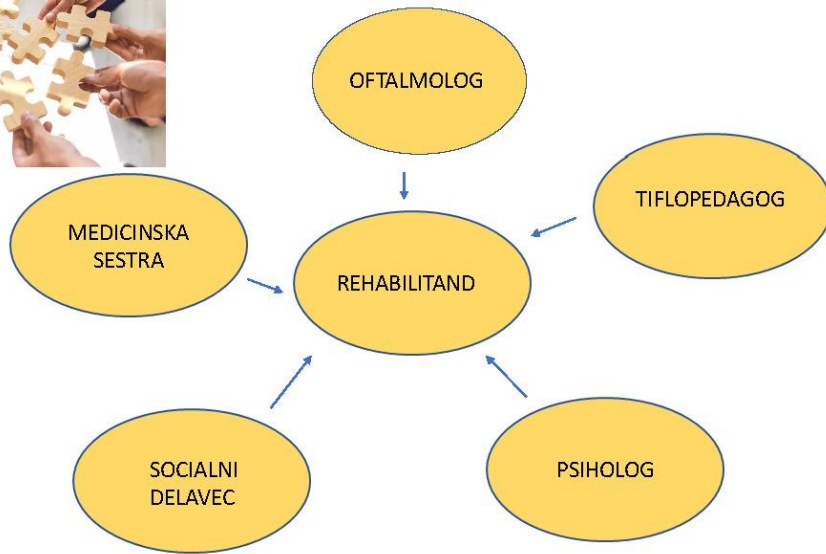 OFTALMOLOG
TIFLOPEDAGOG
MEDICINSKA
SESTRA
REHABILITAND
SOCIALNI
DELAVEC
PSIHOLOG